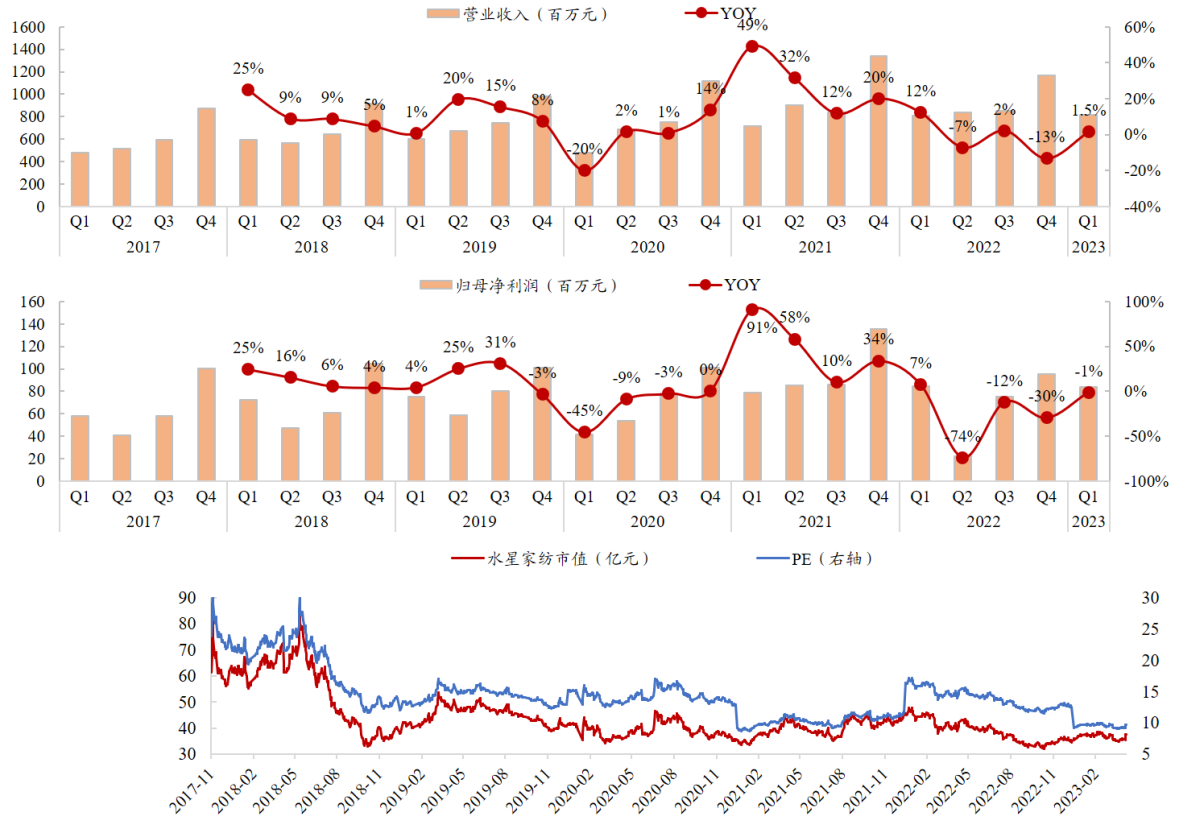 营业收入（百万元） YOY
1600 1400 1200 1000 800 600 400 200 0
60% 40% 20% 0% -20% -40%
25% 9% 9% 5% 1% 20% 15% 8% -20% 2% 1% 14% 49% 32% 12% 20% 12% -7% 2% -13% 1.5%
Q1 Q2 Q3 Q4 Q1 Q2 Q3 Q4 Q1 Q2 Q3 Q4 Q1 Q2 Q3 Q4 Q1 Q2 Q3 Q4 Q1 Q2 Q3 Q4 Q1
2017 2018 2019 2020 2021 2022 2023
归母净利润（百万元） YOY
160 140 120 100 80 60 40 20 0
100% 50% 0% -50% -100%
25% 16% 6% 4% 4% 25% 31% -3% -45% -9% -3% 0% 91% 58% 10% 34% 7% -74% -12% -30% -1%
Q1 Q2 Q3 Q4 Q1 Q2 Q3 Q4 Q1 Q2 Q3 Q4 Q1 Q2 Q3 Q4 Q1 Q2 Q3 Q4 Q1 Q2 Q3 Q4 Q1
2017 2018 2019 2020 2021 2022 2023
水星家纺市值（亿元） PE（右轴）
90 80 70 60 50 40 30
30 25 20 15 10 5
2017-11 2018-02 2018-05 2018-08 2018-11 2019-02 2019-05 2019-08 2019-11 2020-02 2020-05 2020-08 2020-11 2021-02 2021-05 2021-08 2021-11 2022-02 2022-05 2022-08 2022-11 2023-02